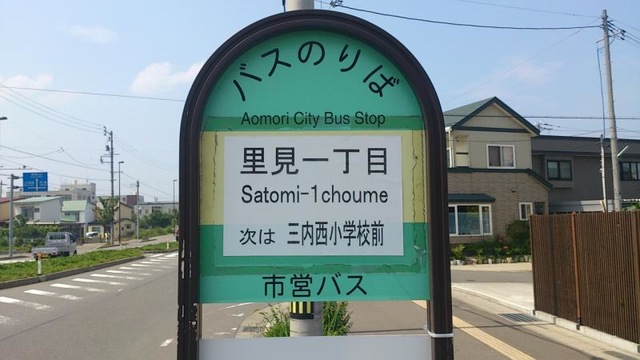 バスのりば
Aomori City Bus Stop
里見一丁目
Satomi-1choume
次は 三内西小学校前
市営バス